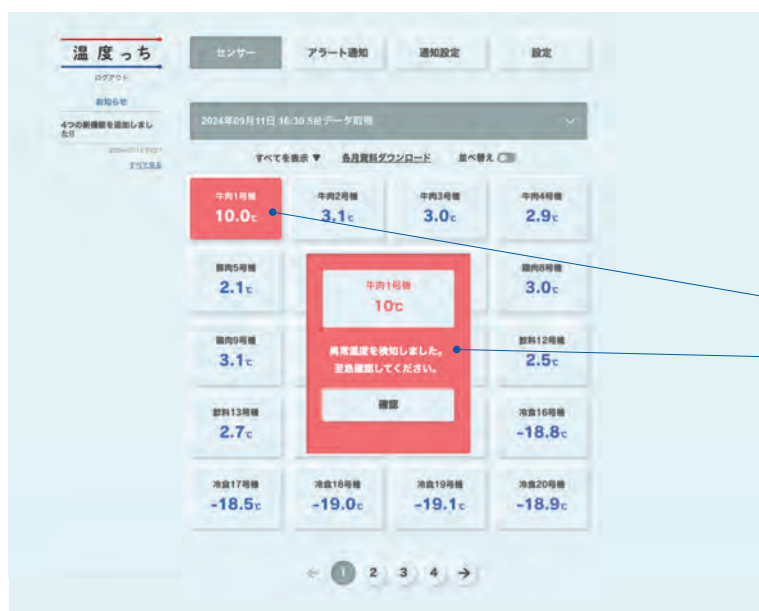 温度っち
ログアウト
お知らせ
4つの新機能を追加しまし
た!!
すべて見る
センサー
アラート通知
通知設定
設定
2024年09月11日 16:30 5台データ取得
すべてを表示 ▼
各月資料ダウンロード
並べ替え
牛肉1号機
10.0℃
牛肉2号機
3.1℃
牛肉3号機
3.0℃
牛肉4号機
2.9℃
豚肉5号機
2.1℃
鶏肉8号機
3.0℃
牛肉1号機
10℃
異常温度を検知しました。
至急確認してください。
確認
鶏肉9号機
3.1℃
飲料12号機
2.5℃
飲料13号機
2.7℃
冷食16号機
-18.8℃
冷食17号機
-18.5℃
冷食18号機
-19.0℃
冷食19号機
-19.1℃
冷食20号機
-18.9℃
← 1 2 3 4 →